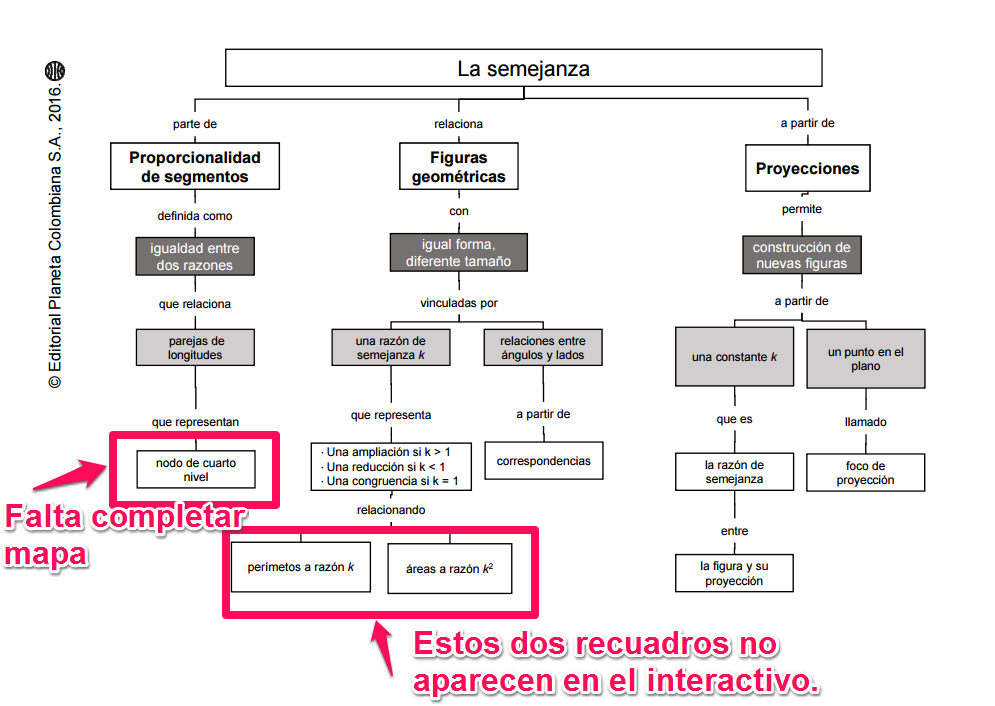 © Editorial Planeta Colombiana S.A., 2016.
La semejanza
parte de
relaciona
a partir de
Proporcionalidad
de segmentos
Figuras
geométricas
Proyecciones
definida como
con
permite
igualdad entre
dos razones
igual forma,
diferente tamaño
construcción de
nuevas figuras
que relaciona
vinculadas por
a partir de
parejas de
longitudes
una razón de
semejanza k
relaciones entre
ángulos y lados
una constante k
un punto en el
plano
que representan
que representa
a partir de
que es
llamado
nodo de cuarto
nivel
· Una ampliación si k > 1
· Una reducción si k < 1
· Una congruencia si k = 1
correspondencias
la razón de
semejanza
foco de
proyección
Falta completar
mapa
relacionando
entre
perímetos a razón k
áreas a razón k²
la figura y su
proyección
Estos dos recuadros no
aparecen en el interactivo.